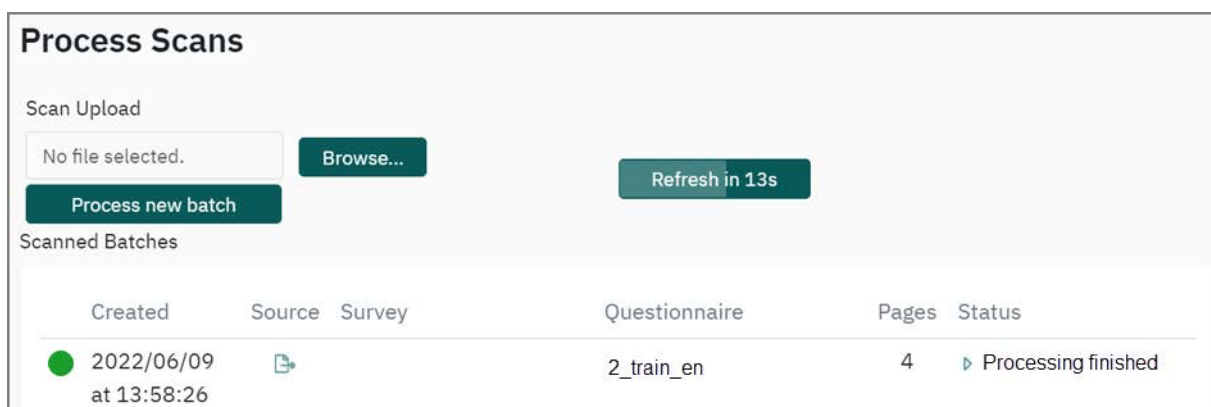 Process Scans
Scan Upload
No file selected.
Browse...
Refresh in 13s
Process new batch
Scanned Batches
Created Source Survey Questionnaire Pages Status
2022/06/09 2_train_en 4 Processing finished
at 13:58:26